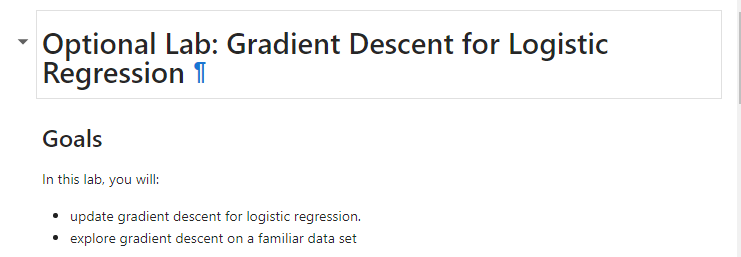 Optional Lab: Gradient Descent for Logistic
Regression ¶
Goals
In this lab, you will:
• update gradient descent for logistic regression.
• explore gradient descent on a familiar data set